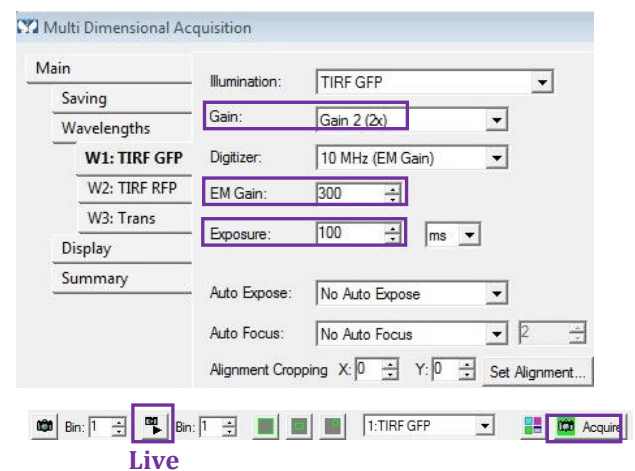 Multi Dimensional Acquisition
Main
Saving
Wavelengths
W1: TIRF GFP
W2: TIRF RFP
W3: Trans
Display
Summary
Illumination: TIRF GFP
Gain: Gain 2 (2x)
Digitizer: 10 MHz (EM Gain)
EM Gain: 300
Exposure: 100 ms
Auto Expose: No Auto Expose
Auto Focus: No Auto Focus 2
Alignment Cropping X: 0 Y: 0 Set Alignment...
Bin: 1 Bin: 1 1:TIRF GFP Acquire
Live